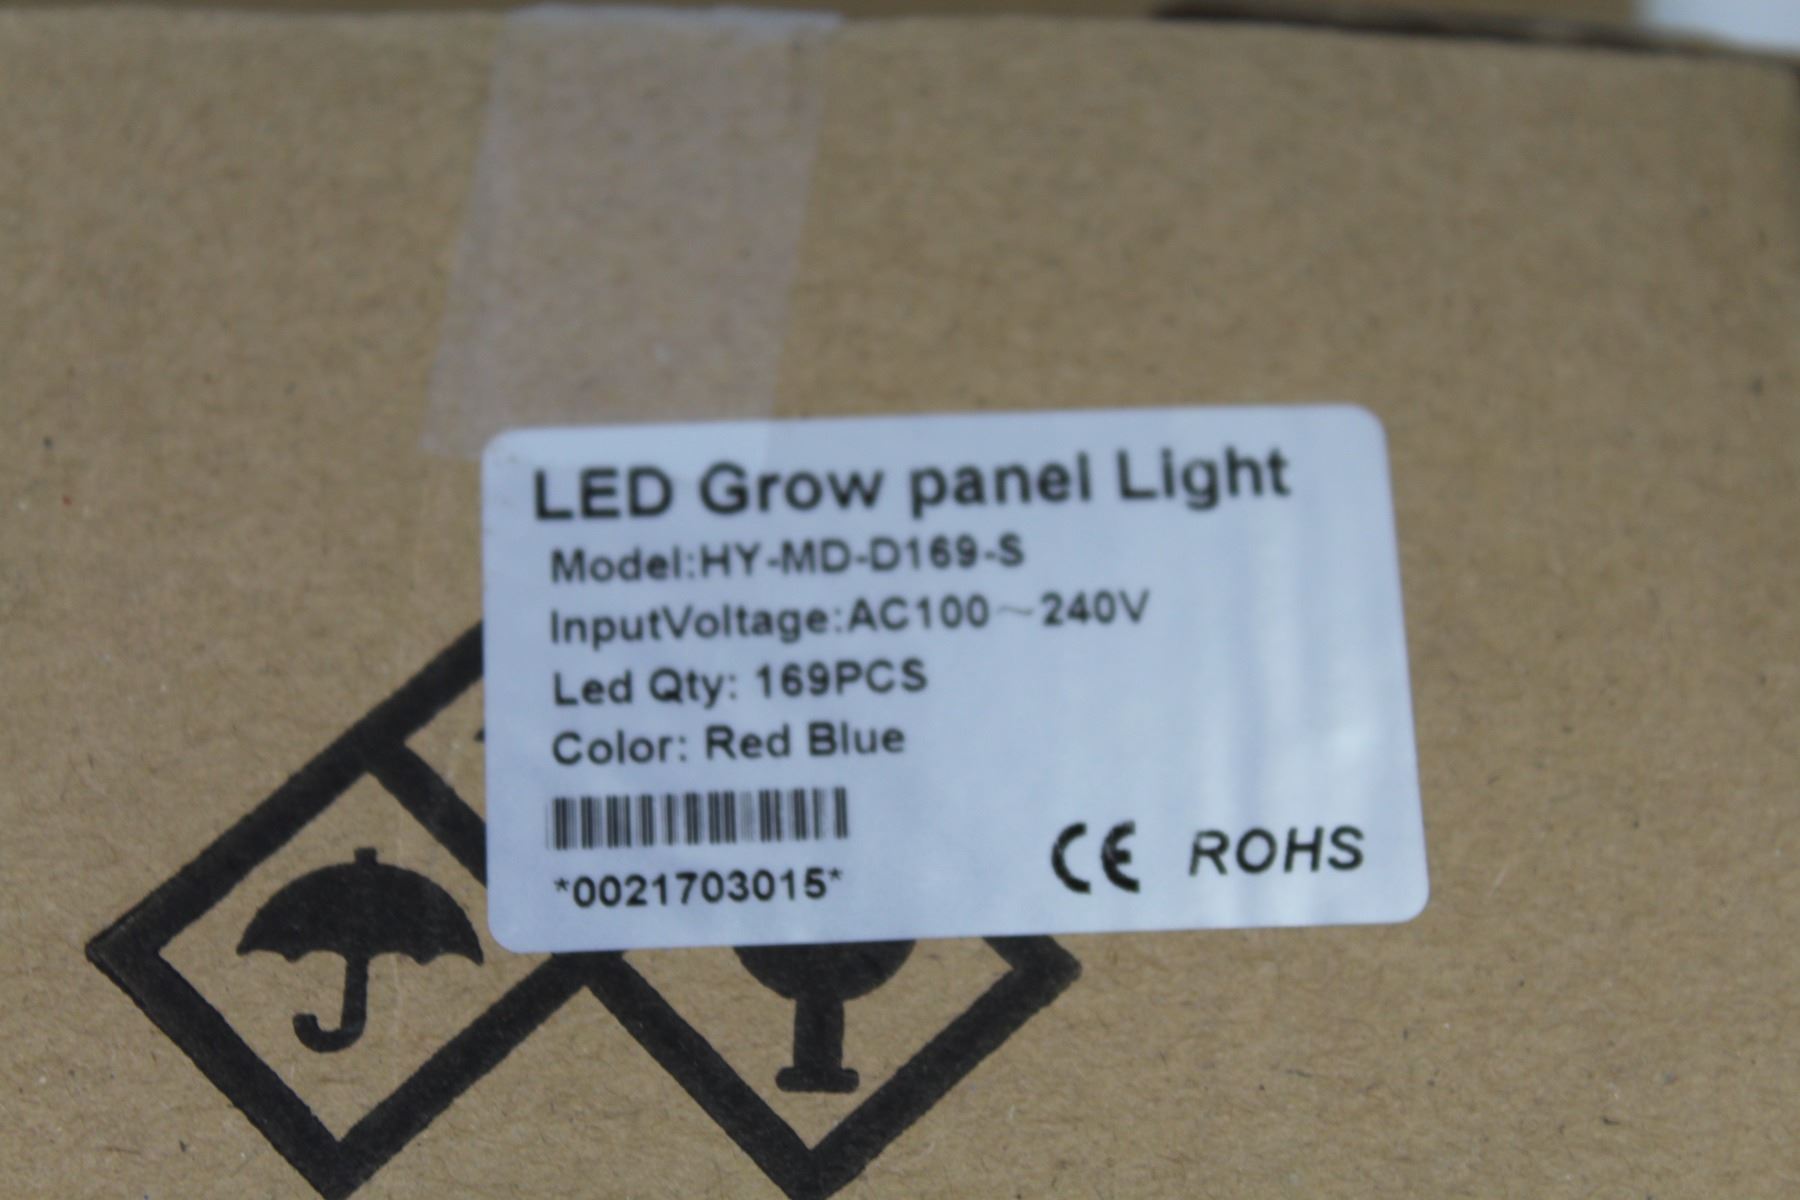 LED Grow panel Light
Model:HY-MD-D169-S
InputVoltage:AC100～240V
Led Qty: 169PCS
Color: Red Blue
*0021703015*
CE ROHS